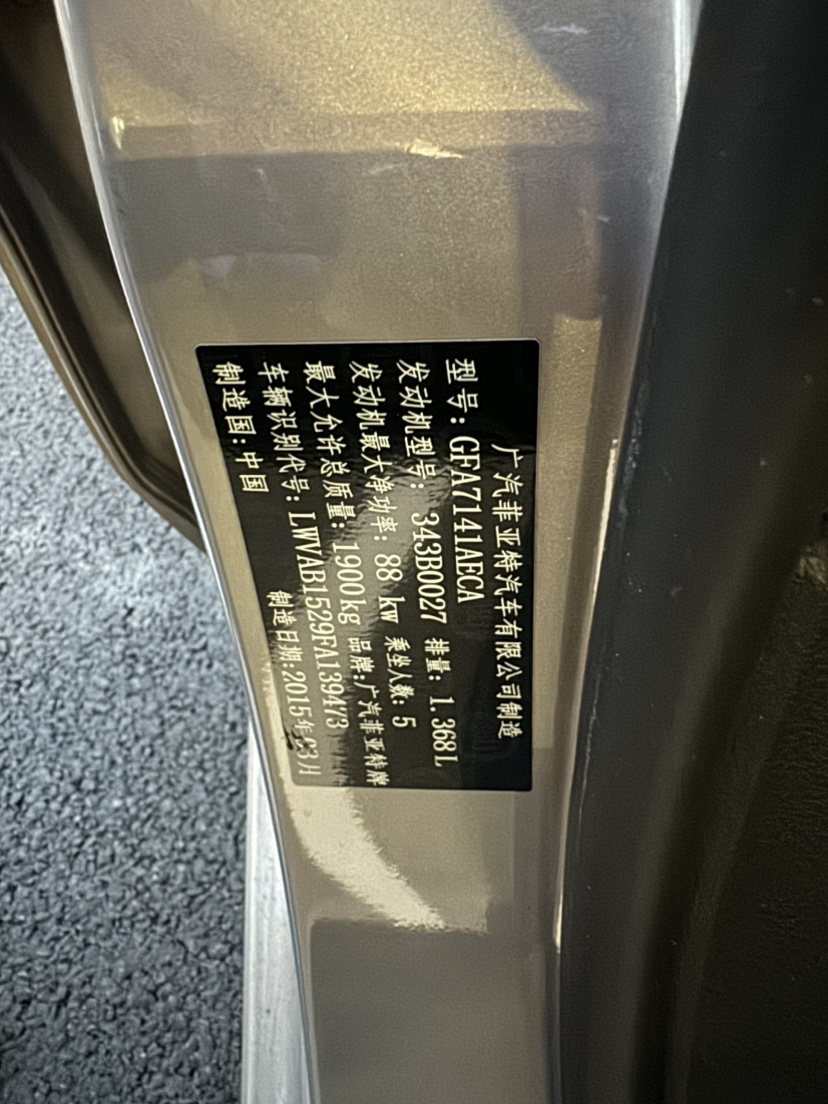 广汽菲亚特汽车有限公司制造
型号:GFA7141AECA
发动机型号: 343B0027 排量: 1.368L
发动机最大净功率: 88 kw 乘坐人数: 5
最大允许总质量: 1900kg 品牌:广汽菲亚特牌
车辆识别代号: LWVAB1529FA139473
制造国:中国 制造日期:2015年03月